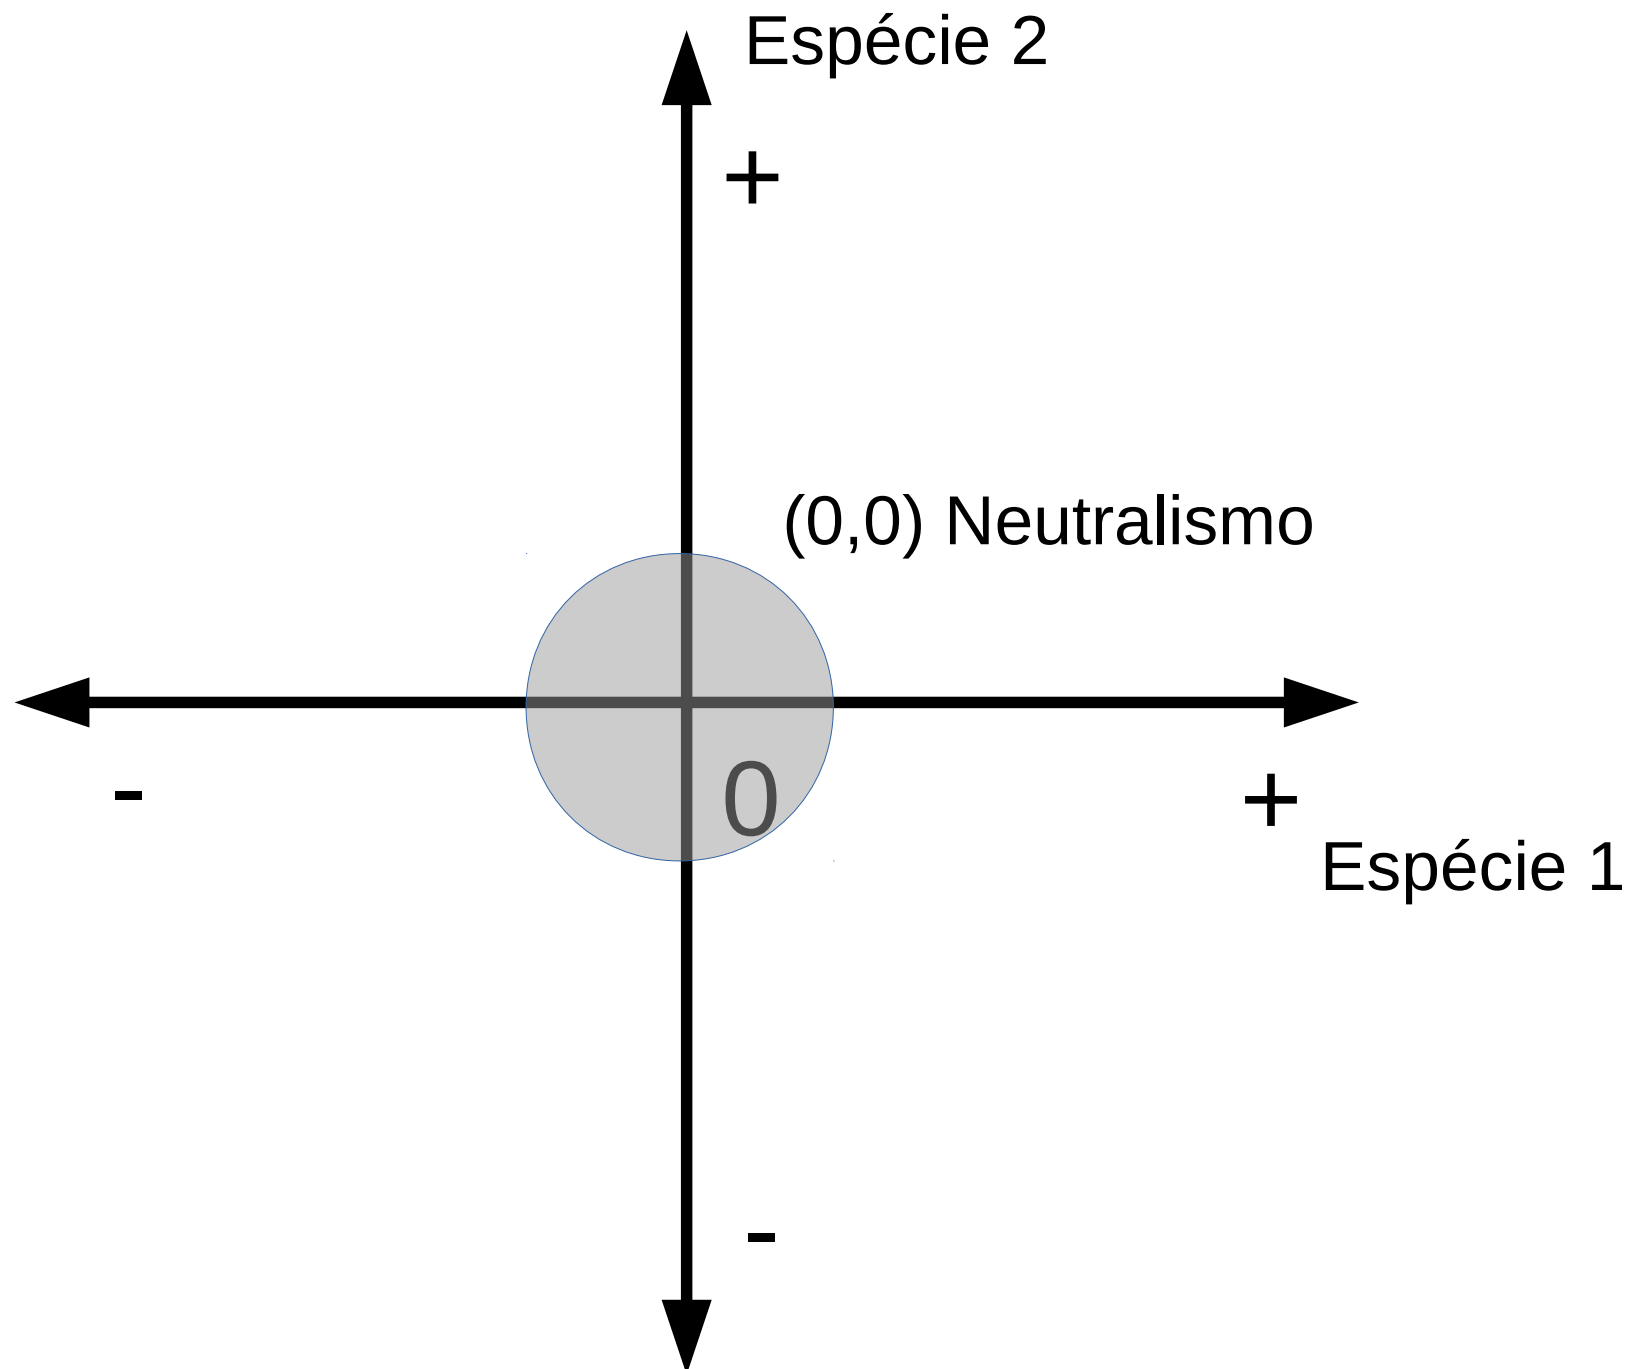 Espécie 2
+
(0,0) Neutralismo
-
0
+
Espécie 1
-